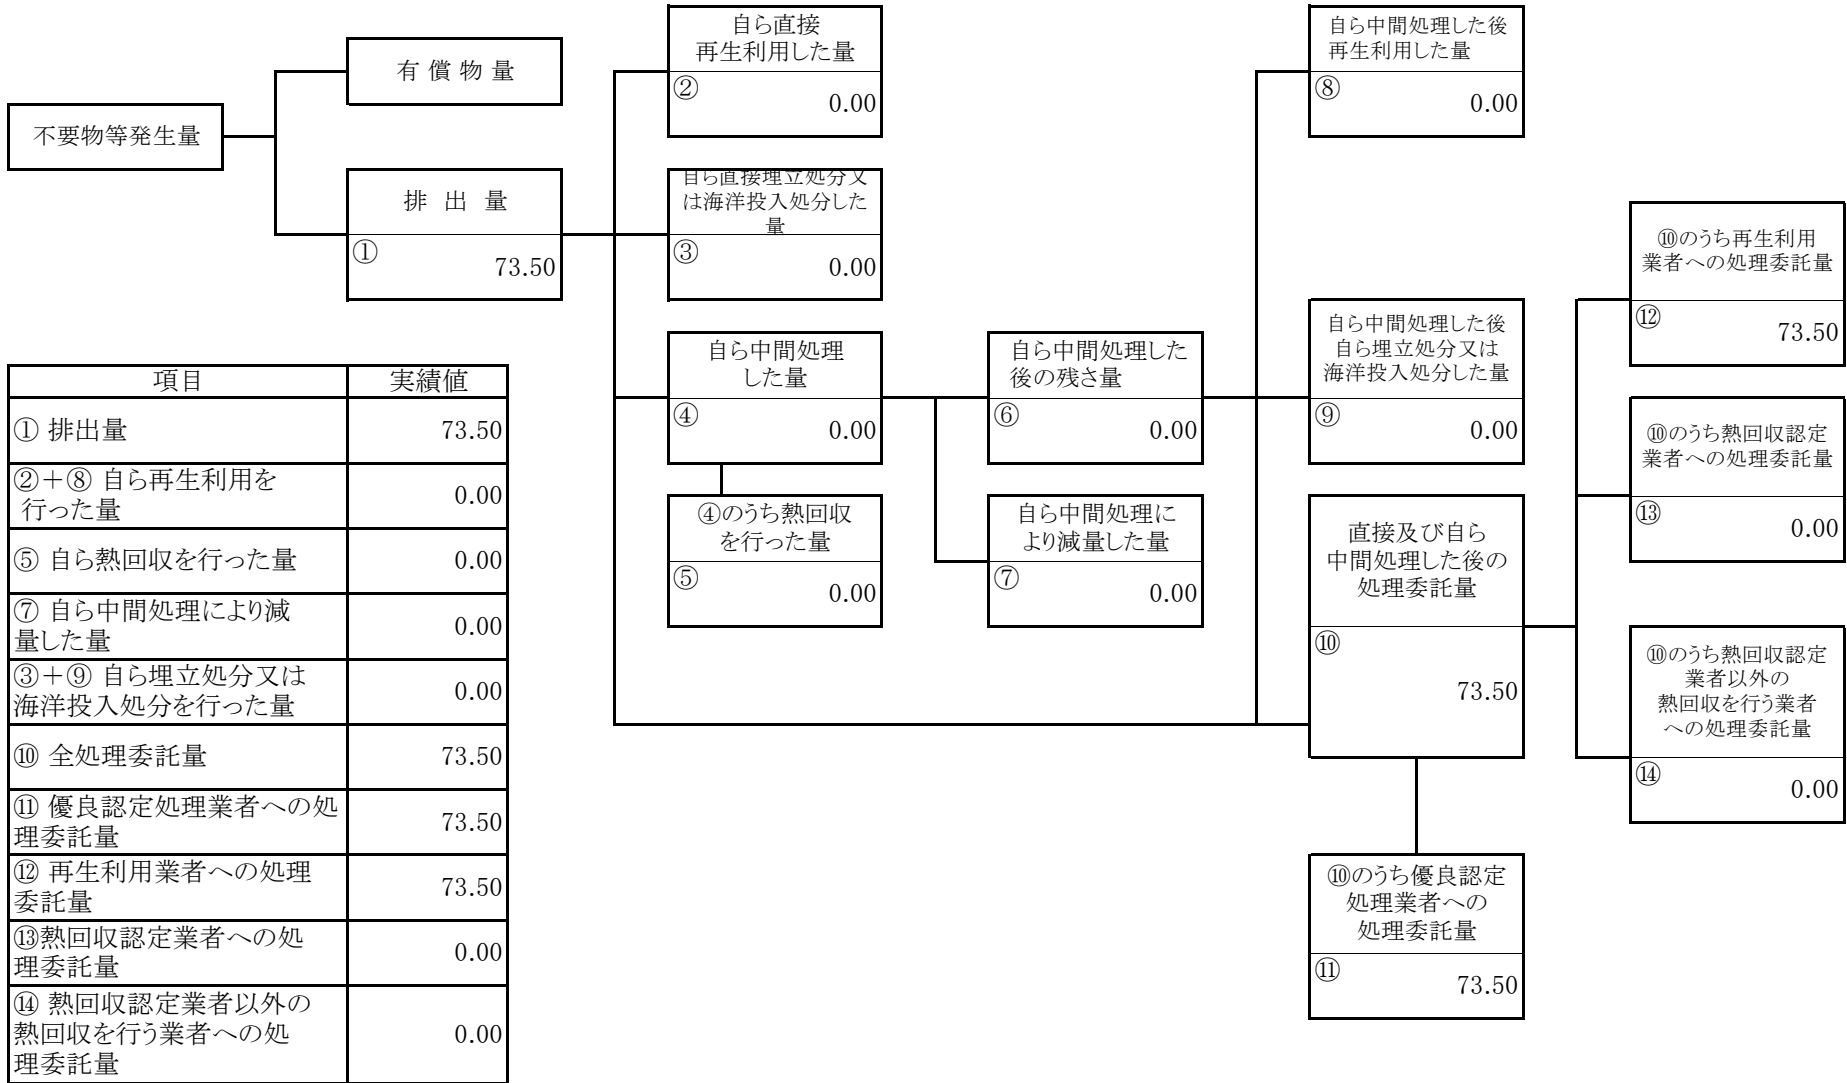 不要物等発生量
有 償 物 量
排 出 量
①
73.50
自ら直接
再生利用した量
②
0.00
自ら直接埋立処分又
は海洋投入処分した
量
③
0.00
自ら中間処理
した量
④
0.00
④のうち熱回収
を行った量
⑤
0.00
自ら中間処理した
後の残さ量
⑥
0.00
自ら中間処理に
より減量した量
⑦
0.00
自ら中間処理した後
再生利用した量
⑧
0.00
自ら中間処理した後
自ら埋立処分又は
海洋投入処分した量
⑨
0.00
直接及び自ら
中間処理した後の
処理委託量
⑩
73.50
⑩のうち優良認定
処理業者への
処理委託量
⑪
73.50
⑩のうち再生利用
業者への処理委託量
⑫
73.50
⑩のうち熱回収認定
業者への処理委託量
⑬
0.00
⑩のうち熱回収認定
業者以外の
熱回収を行う業者
への処理委託量
⑭
0.00
項目 実績値
① 排出量 73.50
②＋⑧ 自ら再生利用を
行った量 0.00
⑤ 自ら熱回収を行った量 0.00
⑦ 自ら中間処理により減
量した量 0.00
③＋⑨ 自ら埋立処分又は
海洋投入処分を行った量 0.00
⑩ 全処理委託量 73.50
⑪ 優良認定処理業者への処
理委託量 73.50
⑫ 再生利用業者への処理
委託量 73.50
⑬熱回収認定業者への処
理委託量 0.00
⑭ 熱回収認定業者以外の
熱回収を行う業者への処
理委託量 0.00